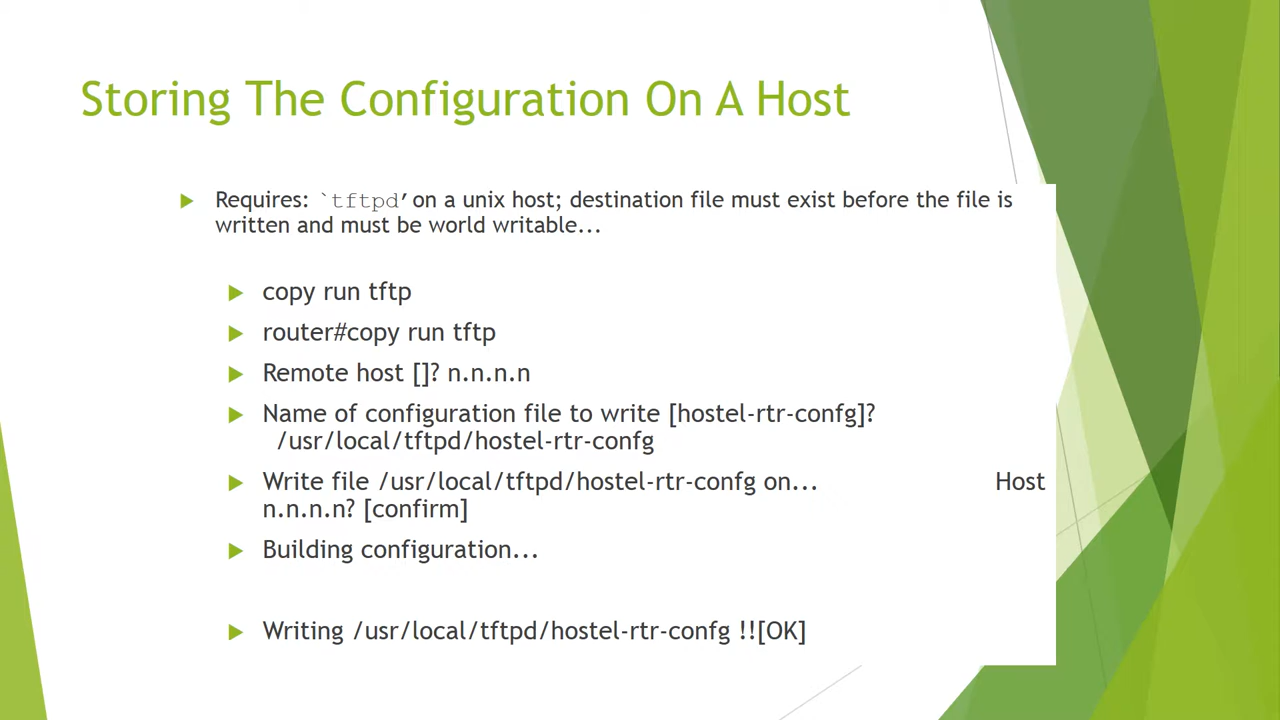 Storing The Configuration On A Host
Requires: `tftpd’ on a unix host; destination file must exist before the file is
written and must be world writable...
copy run tftp
router#copy run tftp
Remote host []? n.n.n.n
Name of configuration file to write [hostel-rtr-confg]?
/usr/local/tftpd/hostel-rtr-confg
Write file /usr/local/tftpd/hostel-rtr-confg on... Host
n.n.n.n? [confirm]
Building configuration...
Writing /usr/local/tftpd/hostel-rtr-confg !![OK]